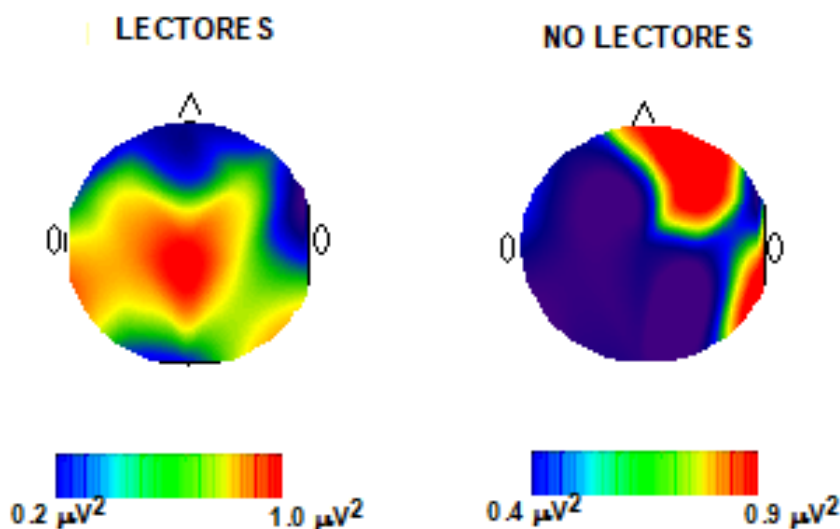 LECTORES
NO LECTORES
0.2 µV²
1.0 µV²
0.4 µV²
0.9 µV²